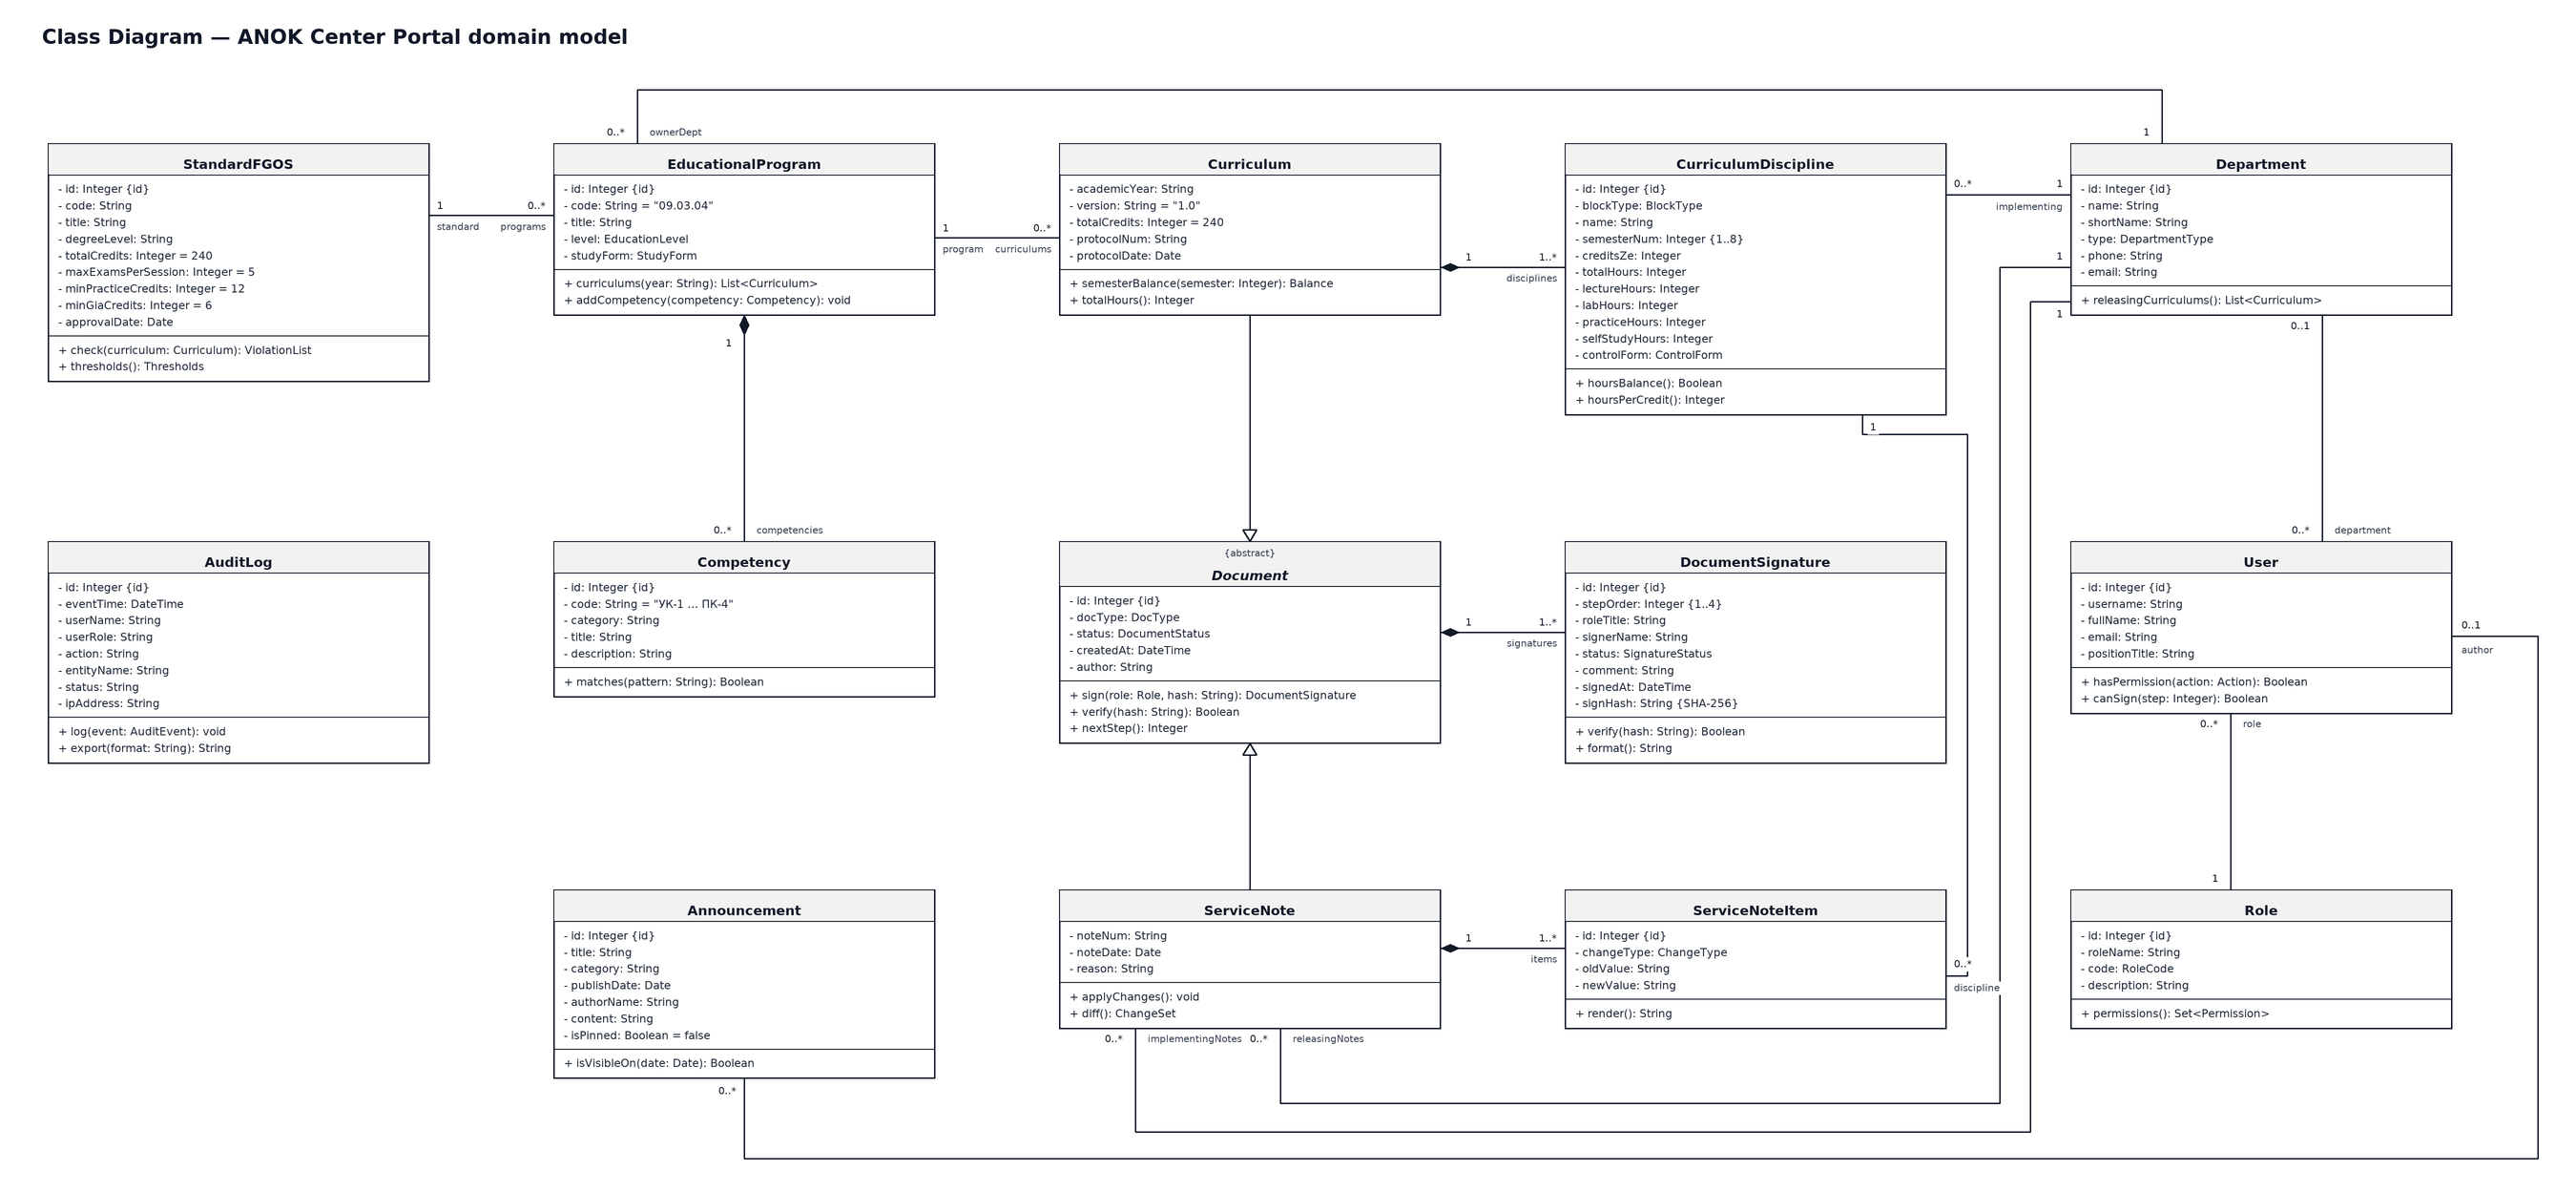 Class Diagram — ANOK Center Portal domain model
0..*
ownerDept
1
StandardFGOS
- id: Integer {id}
- code: String
- title: String
- degreeLevel: String
- totalCredits: Integer = 240
- maxExamsPerSession: Integer = 5
- minPracticeCredits: Integer = 12
- minGiaCredits: Integer = 6
- approvalDate: Date
+ check(curriculum: Curriculum): ViolationList
+ thresholds(): Thresholds
1
0..*
standard
programs
EducationalProgram
- id: Integer {id}
- code: String = "09.03.04"
- title: String
- level: EducationLevel
- studyForm: StudyForm
+ curriculums(year: String): List<Curriculum>
+ addCompetency(competency: Competency): void
1
0..*
program
curriculums
Curriculum
- academicYear: String
- version: String = "1.0"
- totalCredits: Integer = 240
- protocolNum: String
- protocolDate: Date
+ semesterBalance(semester: Integer): Balance
+ totalHours(): Integer
1
1..*
disciplines
CurriculumDiscipline
- id: Integer {id}
- blockType: BlockType
- name: String
- semesterNum: Integer {1..8}
- creditsZe: Integer
- totalHours: Integer
- lectureHours: Integer
- labHours: Integer
- practiceHours: Integer
- selfStudyHours: Integer
- controlForm: ControlForm
+ hoursBalance(): Boolean
+ hoursPerCredit(): Integer
1
0..*
1
implementing
1
1
Department
- id: Integer {id}
- name: String
- shortName: String
- type: DepartmentType
- phone: String
- email: String
+ releasingCurriculums(): List<Curriculum>
0..1
1
0..*
competencies
0..*
department
AuditLog
- id: Integer {id}
- eventTime: DateTime
- userName: String
- userRole: String
- action: String
- entityName: String
- status: String
- ipAddress: String
+ log(event: AuditEvent): void
+ export(format: String): String
Competency
- id: Integer {id}
- code: String = "УК-1 ... ПК-4"
- category: String
- title: String
- description: String
+ matches(pattern: String): Boolean
{abstract}
Document
- id: Integer {id}
- docType: DocType
- status: DocumentStatus
- createdAt: DateTime
- author: String
+ sign(role: Role, hash: String): DocumentSignature
+ verify(hash: String): Boolean
+ nextStep(): Integer
1
1..*
signatures
DocumentSignature
- id: Integer {id}
- stepOrder: Integer {1..4}
- roleTitle: String
- signerName: String
- status: SignatureStatus
- comment: String
- signedAt: DateTime
- signHash: String {SHA-256}
+ verify(hash: String): Boolean
+ format(): String
User
- id: Integer {id}
- username: String
- fullName: String
- email: String
- positionTitle: String
+ hasPermission(action: Action): Boolean
+ canSign(step: Integer): Boolean
0..1
author
0..*
role
1
Announcement
- id: Integer {id}
- title: String
- category: String
- publishDate: Date
- authorName: String
- content: String
- isPinned: Boolean = false
+ isVisibleOn(date: Date): Boolean
0..*
ServiceNote
- noteNum: String
- noteDate: Date
- reason: String
+ applyChanges(): void
+ diff(): ChangeSet
1
1..*
items
0..*
implementingNotes
0..*
releasingNotes
ServiceNoteItem
- id: Integer {id}
- changeType: ChangeType
- oldValue: String
- newValue: String
+ render(): String
0..*
discipline
Role
- id: Integer {id}
- roleName: String
- code: RoleCode
- description: String
+ permissions(): Set<Permission>